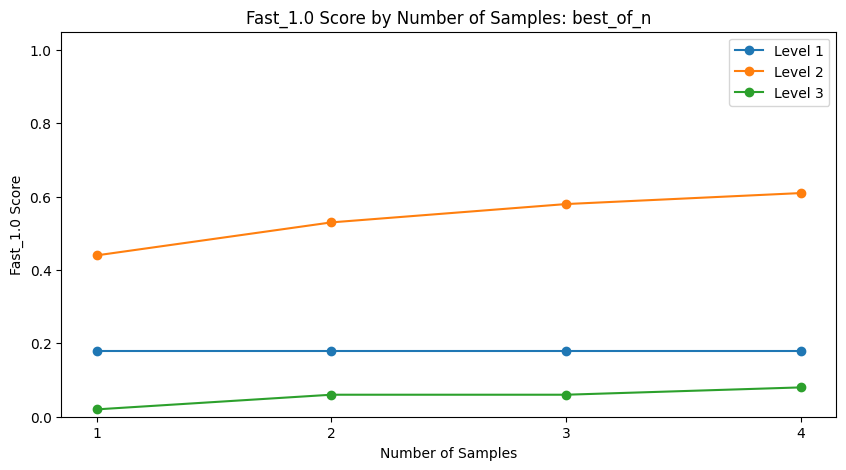 Fast_1.0 Score by Number of Samples: best_of_n
Level 1
Level 2
Level 3
Fast_1.0 Score
1.0
0.8
0.6
0.4
0.2
0.0
1 2 3 4
Number of Samples